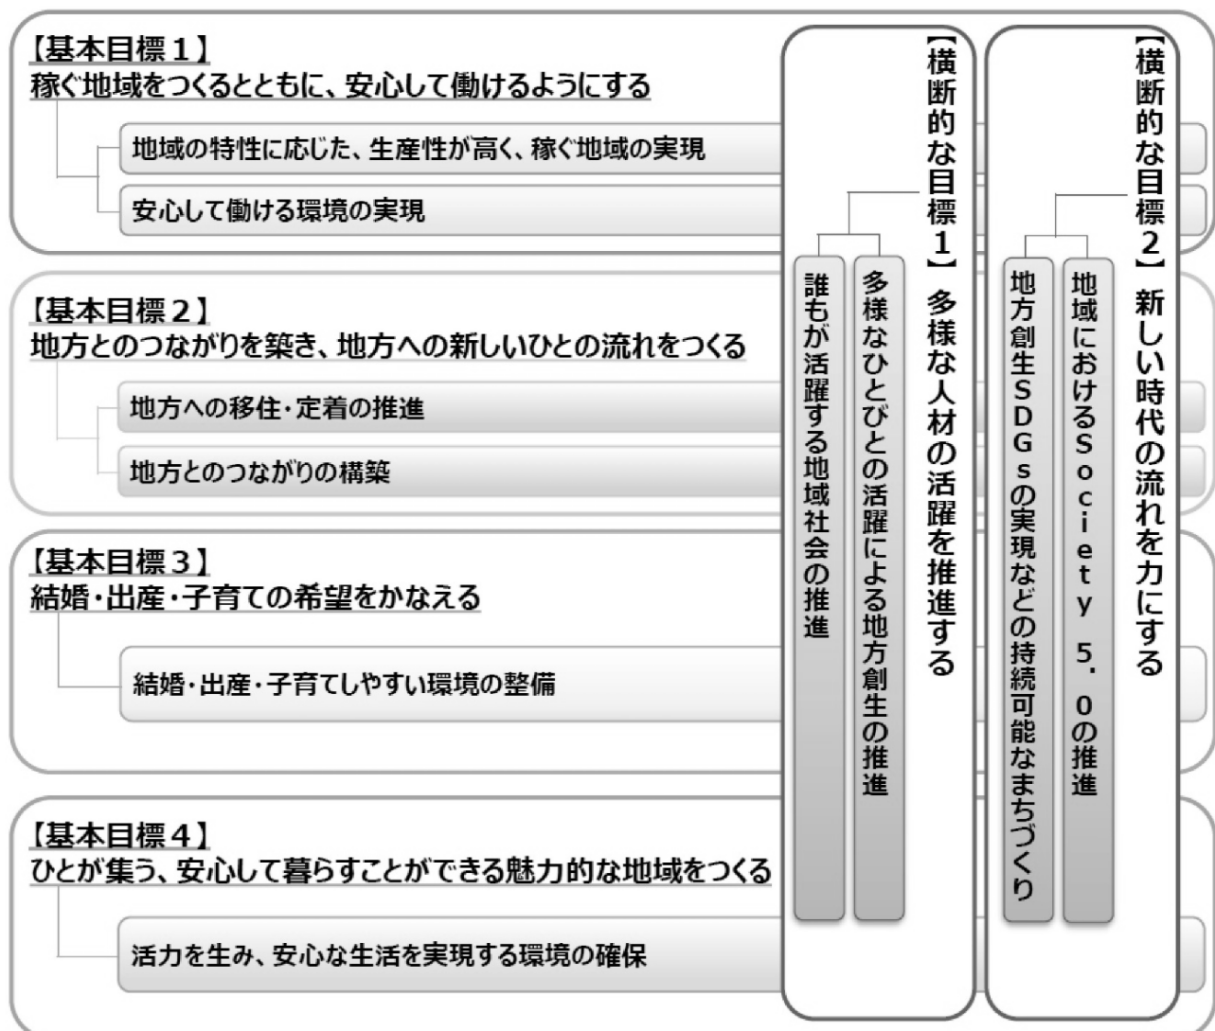 【基本目標1】
稼ぐ地域をつくるとともに、安心して働けるようにする
地域の特性に応じた、生産性が高く、稼ぐ地域の実現
安心して働ける環境の実現
【基本目標2】
地方とのつながりを築き、地方への新しいひとの流れをつくる
地方への移住・定着の推進
地方とのつながりの構築
【基本目標3】
結婚・出産・子育ての希望をかなえる
結婚・出産・子育てしやすい環境の整備
【基本目標4】
ひとが集う、安心して暮らすことができる魅力的な地域をつくる
活力を生み、安心な生活を実現する環境の確保
【横断的な目標1】多様な人材の活躍を推進する
多様なひとびとの活躍による地方創生の推進
誰もが活躍する地域社会の推進
【横断的な目標2】新しい時代の流れを力にする
地域におけるSociety 5.0の推進
地方創生SDGsの実現などの持続可能なまちづくり